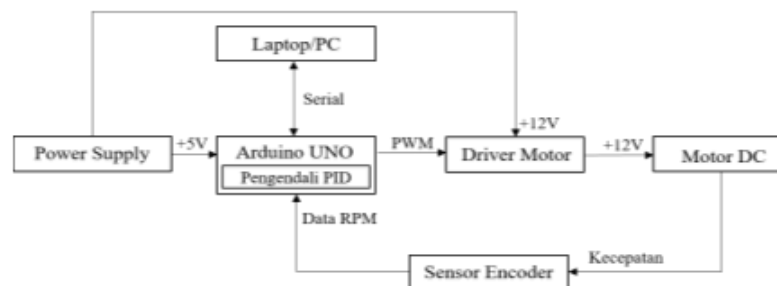 Laptop/PC
Serial
+12V
+5V
PWM
+12V
Power Supply
Arduino UNO
Driver Motor
Motor DC
Pengendali PID
Data RPM
Kecepatan
Sensor Encoder